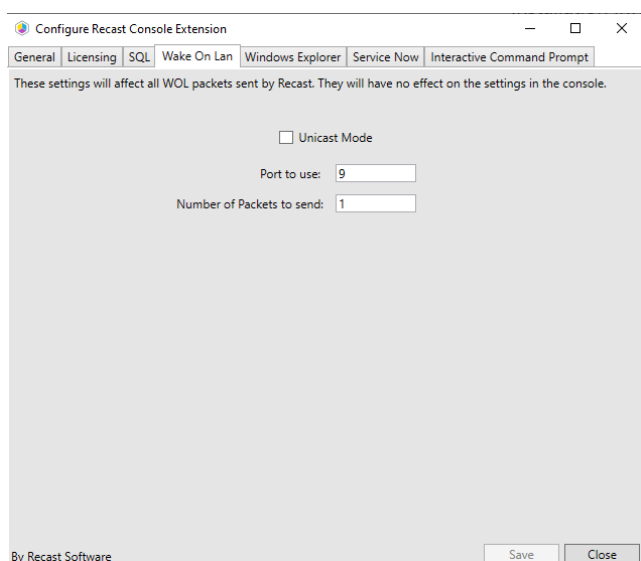 Configure Recast Console Extension
General Licensing SQL Wake On Lan Windows Explorer Service Now Interactive Command Prompt
These settings will affect all WOL packets sent by Recast. They will have no effect on the settings in the console.
Unicast Mode
Port to use: 9
Number of Packets to send: 1
By Recast Software Save Close